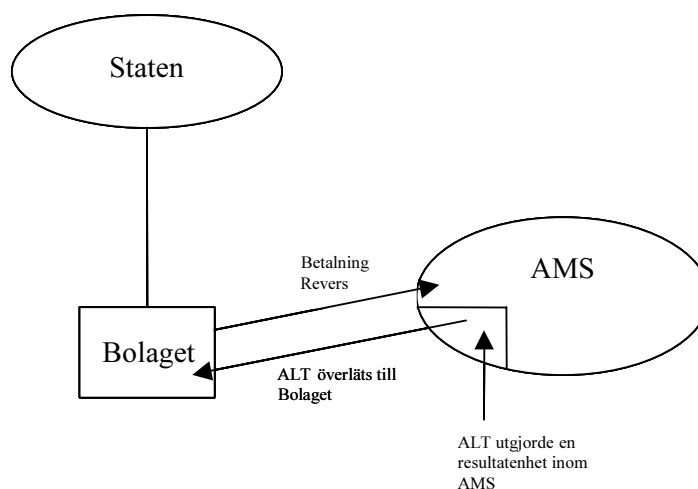 Staten
Betalning
Revers
AMS
Bolaget
ALT överläts till
Bolaget
ALT utgjorde en
resultatenhet inom
AMS